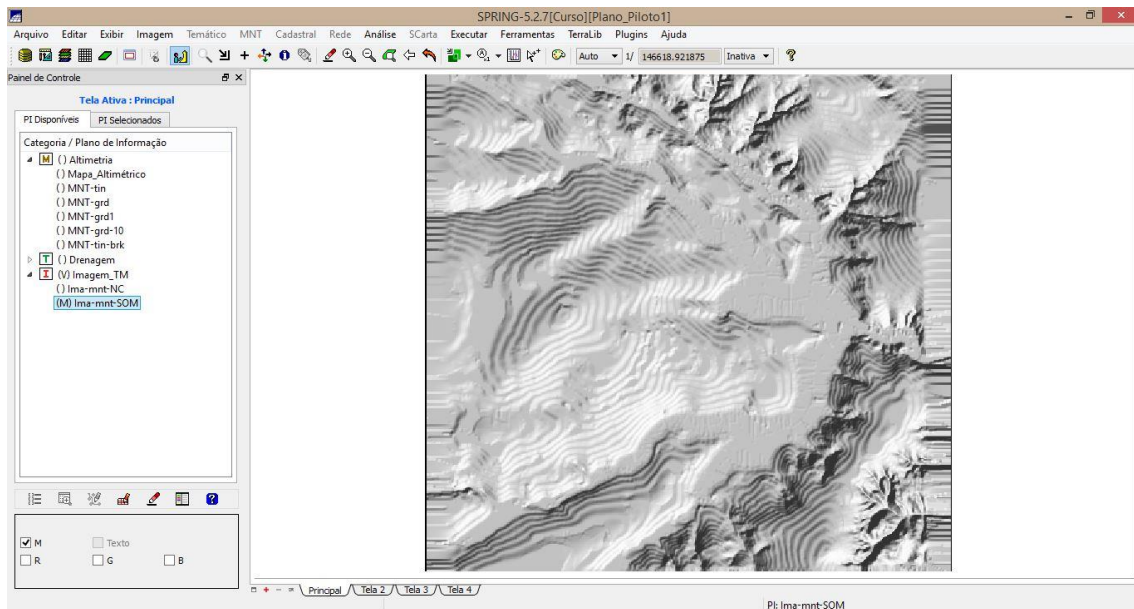 SPRING-5.2.7[Curso][Plano_Piloto1]
Arquivo Editar Exibir Imagem Temático MNT Cadastral Rede Análise SCarta Executar Ferramentas TerraLib Plugins Ajuda
Auto 1/ 146618.921875 Inativa
Painel de Controle
Tela Ativa : Principal
PI Disponíveis PI Selecionados
Categoria / Plano de Informação
M () Altimetria
() Mapa_Altimétrico
() MNT-tin
() MNT-grd
() MNT-grd1
() MNT-grd-10
() MNT-tin-brk
T () Drenagem
I (V) Imagem_TM
() Ima-mnt-NC
(M) Ima-mnt-SOM
M Texto
R G B
Principal Tela 2 Tela 3 Tela 4
PI: Ima-mnt-SOM